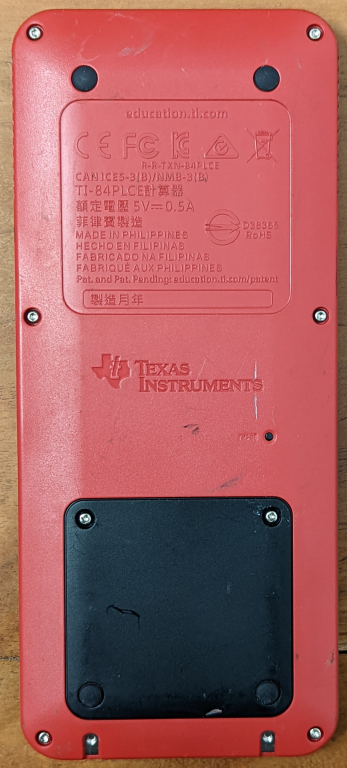 education.ti.com
CE FC
R-R-TXN-84PLCE
CAN ICES-3(B)/NMB-3(B)
TI-84PLCE計算器
額定電壓 5V⎓0.5A
菲律賓製造
D38355
RoHS
MADE IN PHILIPPINES
HECHO EN FILIPINAS
FABRICADO NA FILIPINAS
FABRIQUÉ AUX PHILIPPINES
Pat. and Pat. Pending: education.ti.com/patent
製造月年
TEXAS
INSTRUMENTS